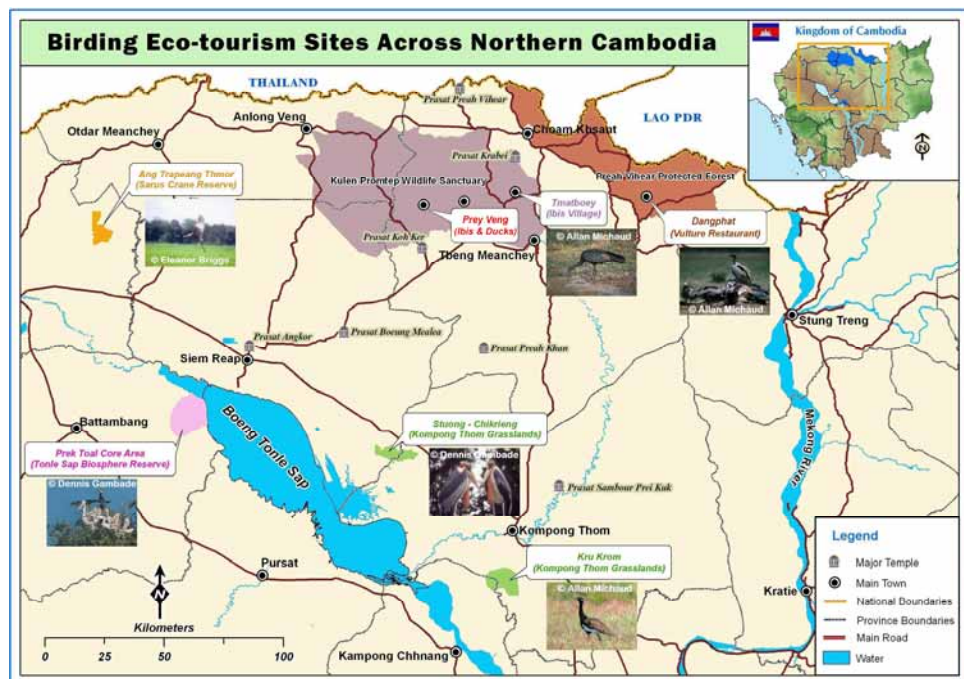 Birding Eco-tourism Sites Across Northern Cambodia
Kingdom of Cambodia
N
THAILAND
LAO PDR
Prasat Preah Vihear
Anlong Veng
Otdar Meanchey
Choam Khsant
Prasat Krabei
Ang Trapeang Thmor
(Sarus Crane Reserve)
© Eleanor Briggs
Kulen Promtep Wildlife Sanctuary
Preah Vihear Protected Forest
Tmatboey
(Ibis Village)
Prey Veng
(Ibis & Ducks)
Dangphat
(Vulture Restaurant)
Prasat Koh Ker
Tbeng Meanchey
© Allan Michaud
© Allan Michaud
Stung Treng
Prasat Angkor
Prasat Boeung Mealea
Prasat Preah Khan
Siem Reap
Battambang
Boeng Tonle Sap
Mekong River
Stuong - Chikrieng
(Kompong Thom Grasslands)
© Dennis Gambade
Prek Toal Core Area
(Tonle Sap Biosphere Reserve)
© Dennis Gambade
Prasat Sambour Prei Kuk
Kompong Thom
Kru Krom
(Kompong Thom Grasslands)
© Allan Michaud
Pursat
Kratie
Kampong Chhnang
N
Kilometers
0 25 50 100
Legend
Major Temple
Main Town
National Boundaries
Province Boundaries
Main Road
Water